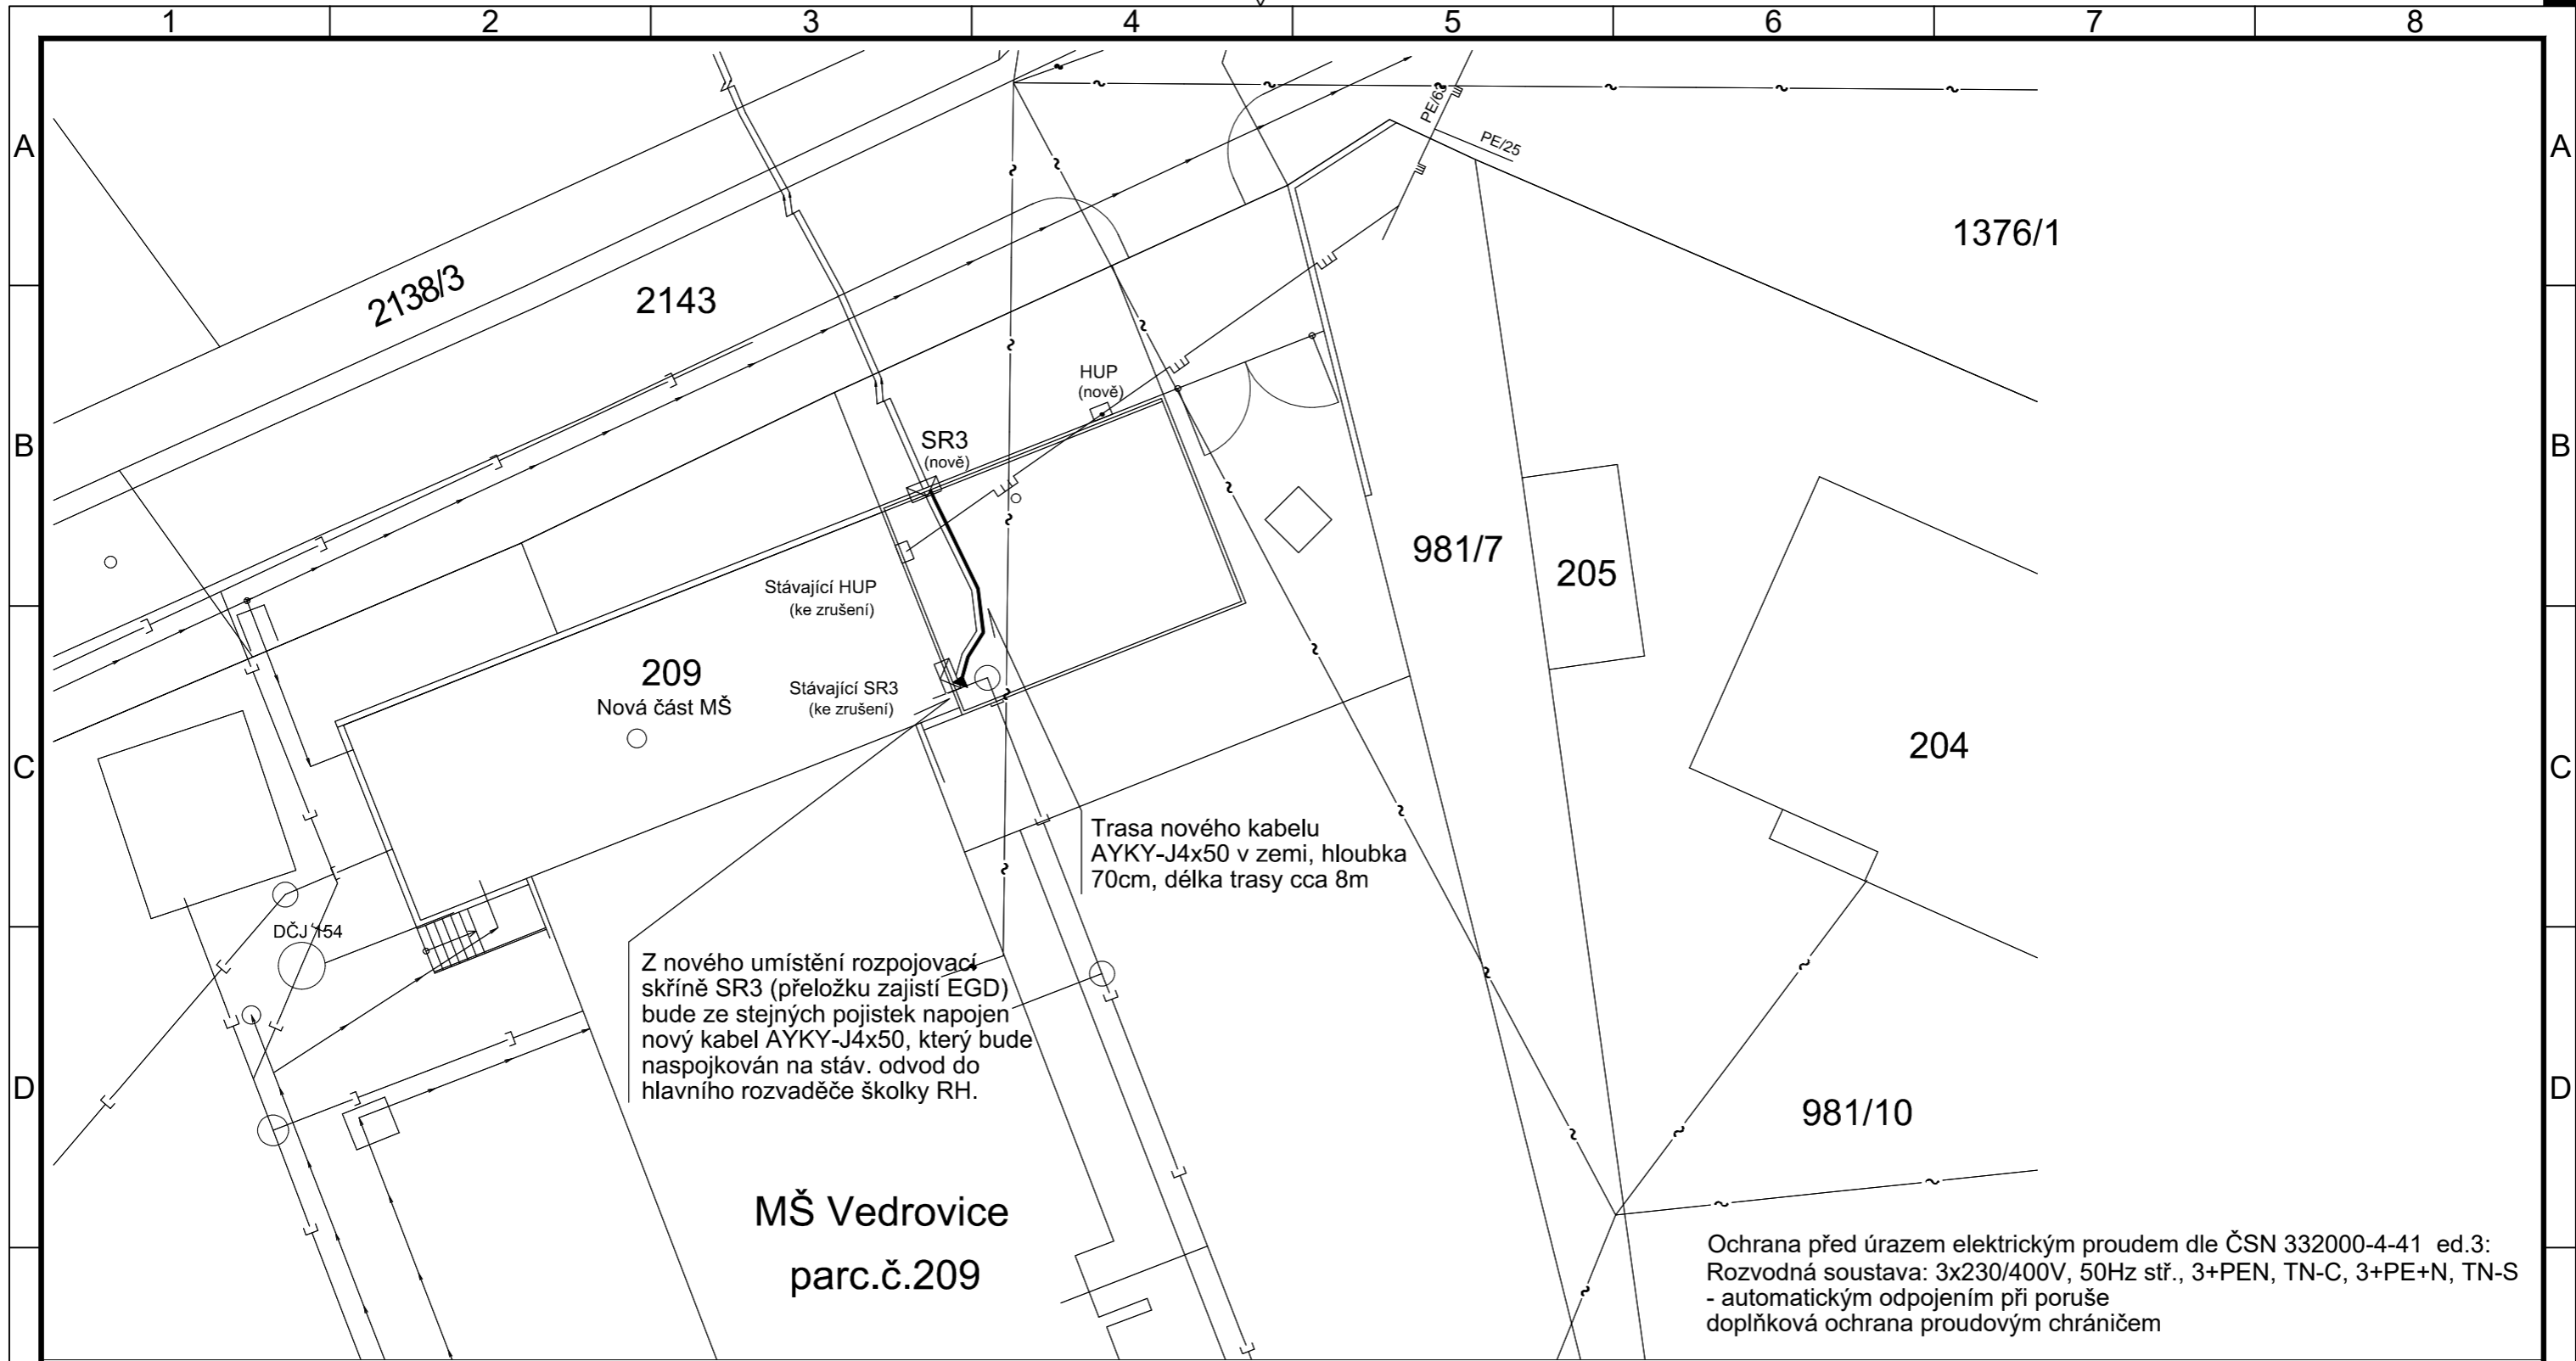 1 2 3 4 5 6 7 8
A A
PE/63
PE/25
1376/1
2138/3
2143
HUP
(nově)
B B
SR3
(nově)
981/7
205
Stávající HUP
(ke zrušení)
209
Nová část MŠ
Stávající SR3
(ke zrušení)
204
C C
Trasa nového kabelu
AYKY-J4x50 v zemi, hloubka
70cm, délka trasy cca 8m
DČJ 154
Z nového umístění rozpojovací
skříně SR3 (přeložku zajistí EGD)
bude ze stejných pojistek napojen
nový kabel AYKY-J4x50, který bude
naspojkován na stáv. odvod do
hlavního rozvaděče školky RH.
D D
981/10
MŠ Vedrovice
parc.č.209
Ochrana před úrazem elektrickým proudem dle ČSN 332000-4-41 ed.3:
Rozvodná soustava: 3x230/400V, 50Hz stř., 3+PEN, TN-C, 3+PE+N, TN-S
- automatickým odpojením při poruše
doplňková ochrana proudovým chráničem